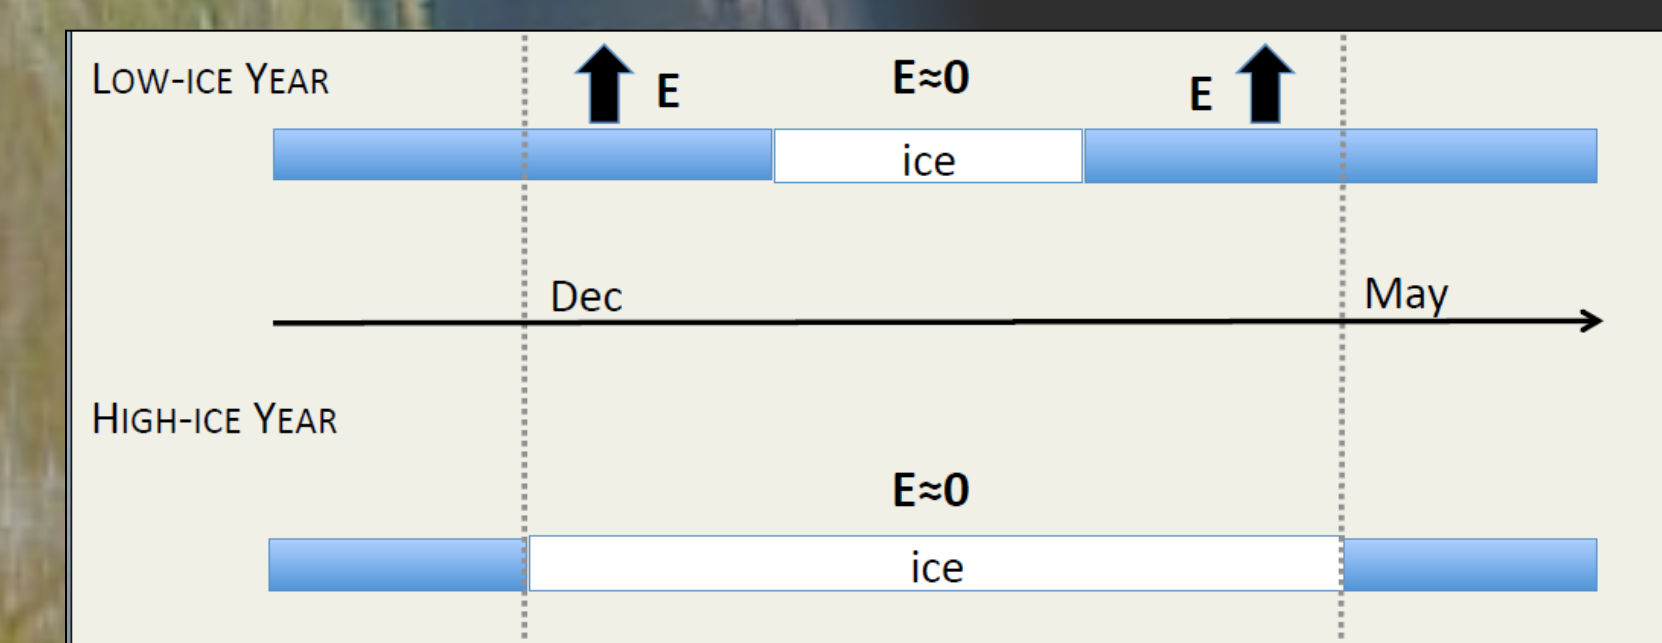 LOW-ICE YEAR
E
E≈0
E
ice
Dec
May
HIGH-ICE YEAR
E≈0
ice